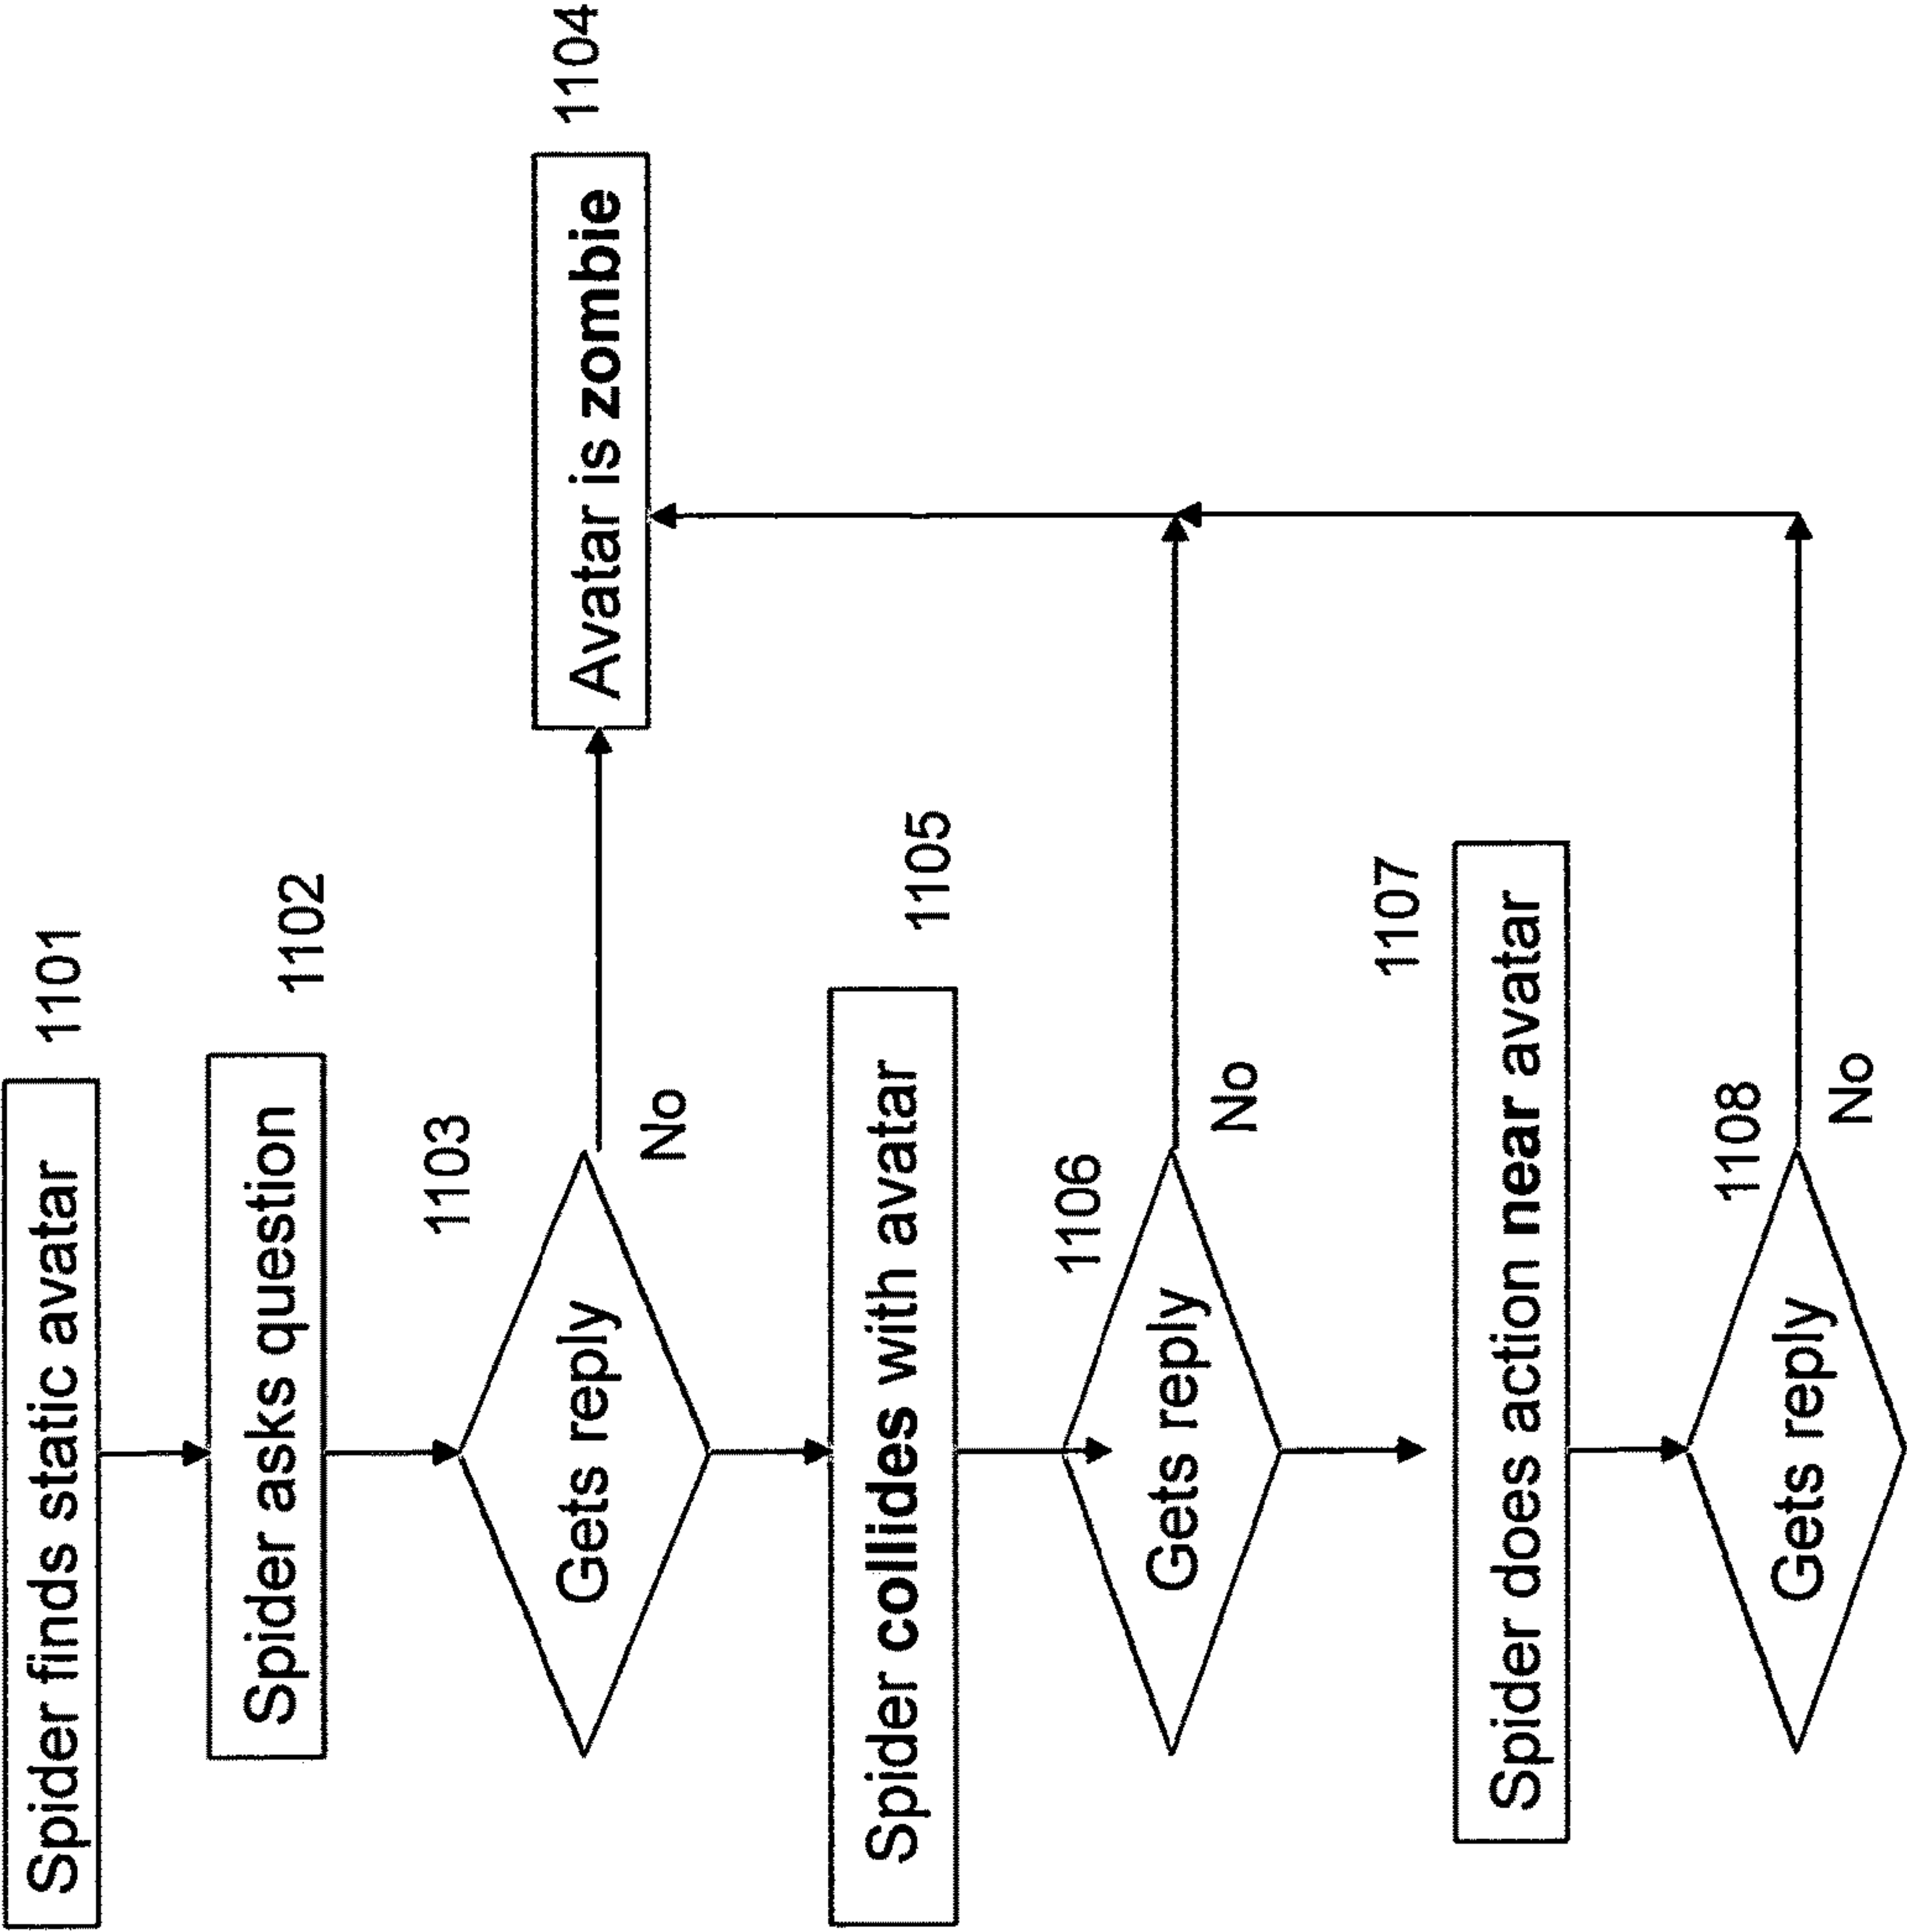 Spider finds static avatar
1101
Spider asks question
1102
Gets reply
1103
No
Avatar is zombie
1104
Spider collides with avatar
1105
Gets reply
1106
No
Spider does action near avatar
1107
Gets reply
1108
No